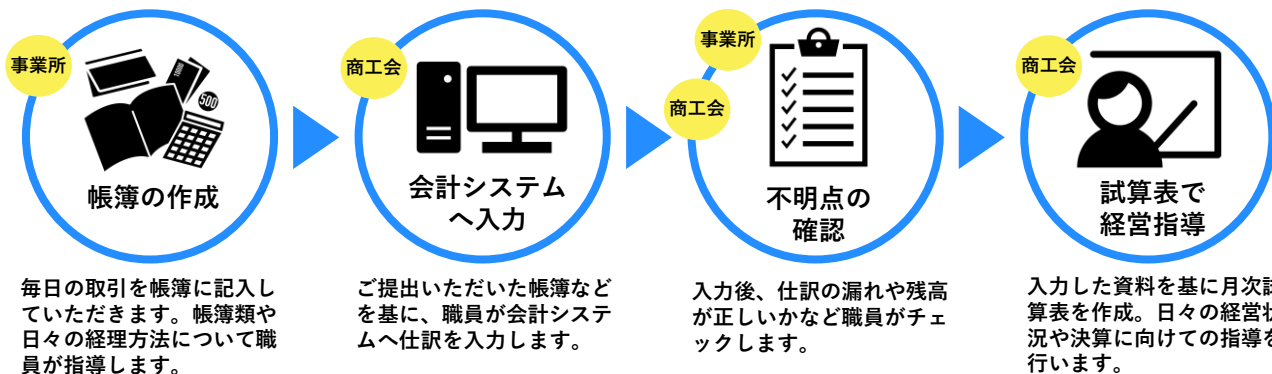 事業所
帳簿の作成
毎日の取引を帳簿に記入し
ていただきます。帳簿類や
日々の経理方法について職
員が指導します。
商工会
会計システム
へ入力
ご提出いただいた帳簿など
を基に、職員が会計システ
ムへ仕訳を入力します。
事業所
商工会
不明点の
確認
入力後、仕訳の漏れや残高
が正しいかなど職員がチェ
ックします。
商工会
試算表で
経営指導
入力した資料を基に月次試
算表を作成。日々の経営状
況や決算に向けての指導を
行います。
500